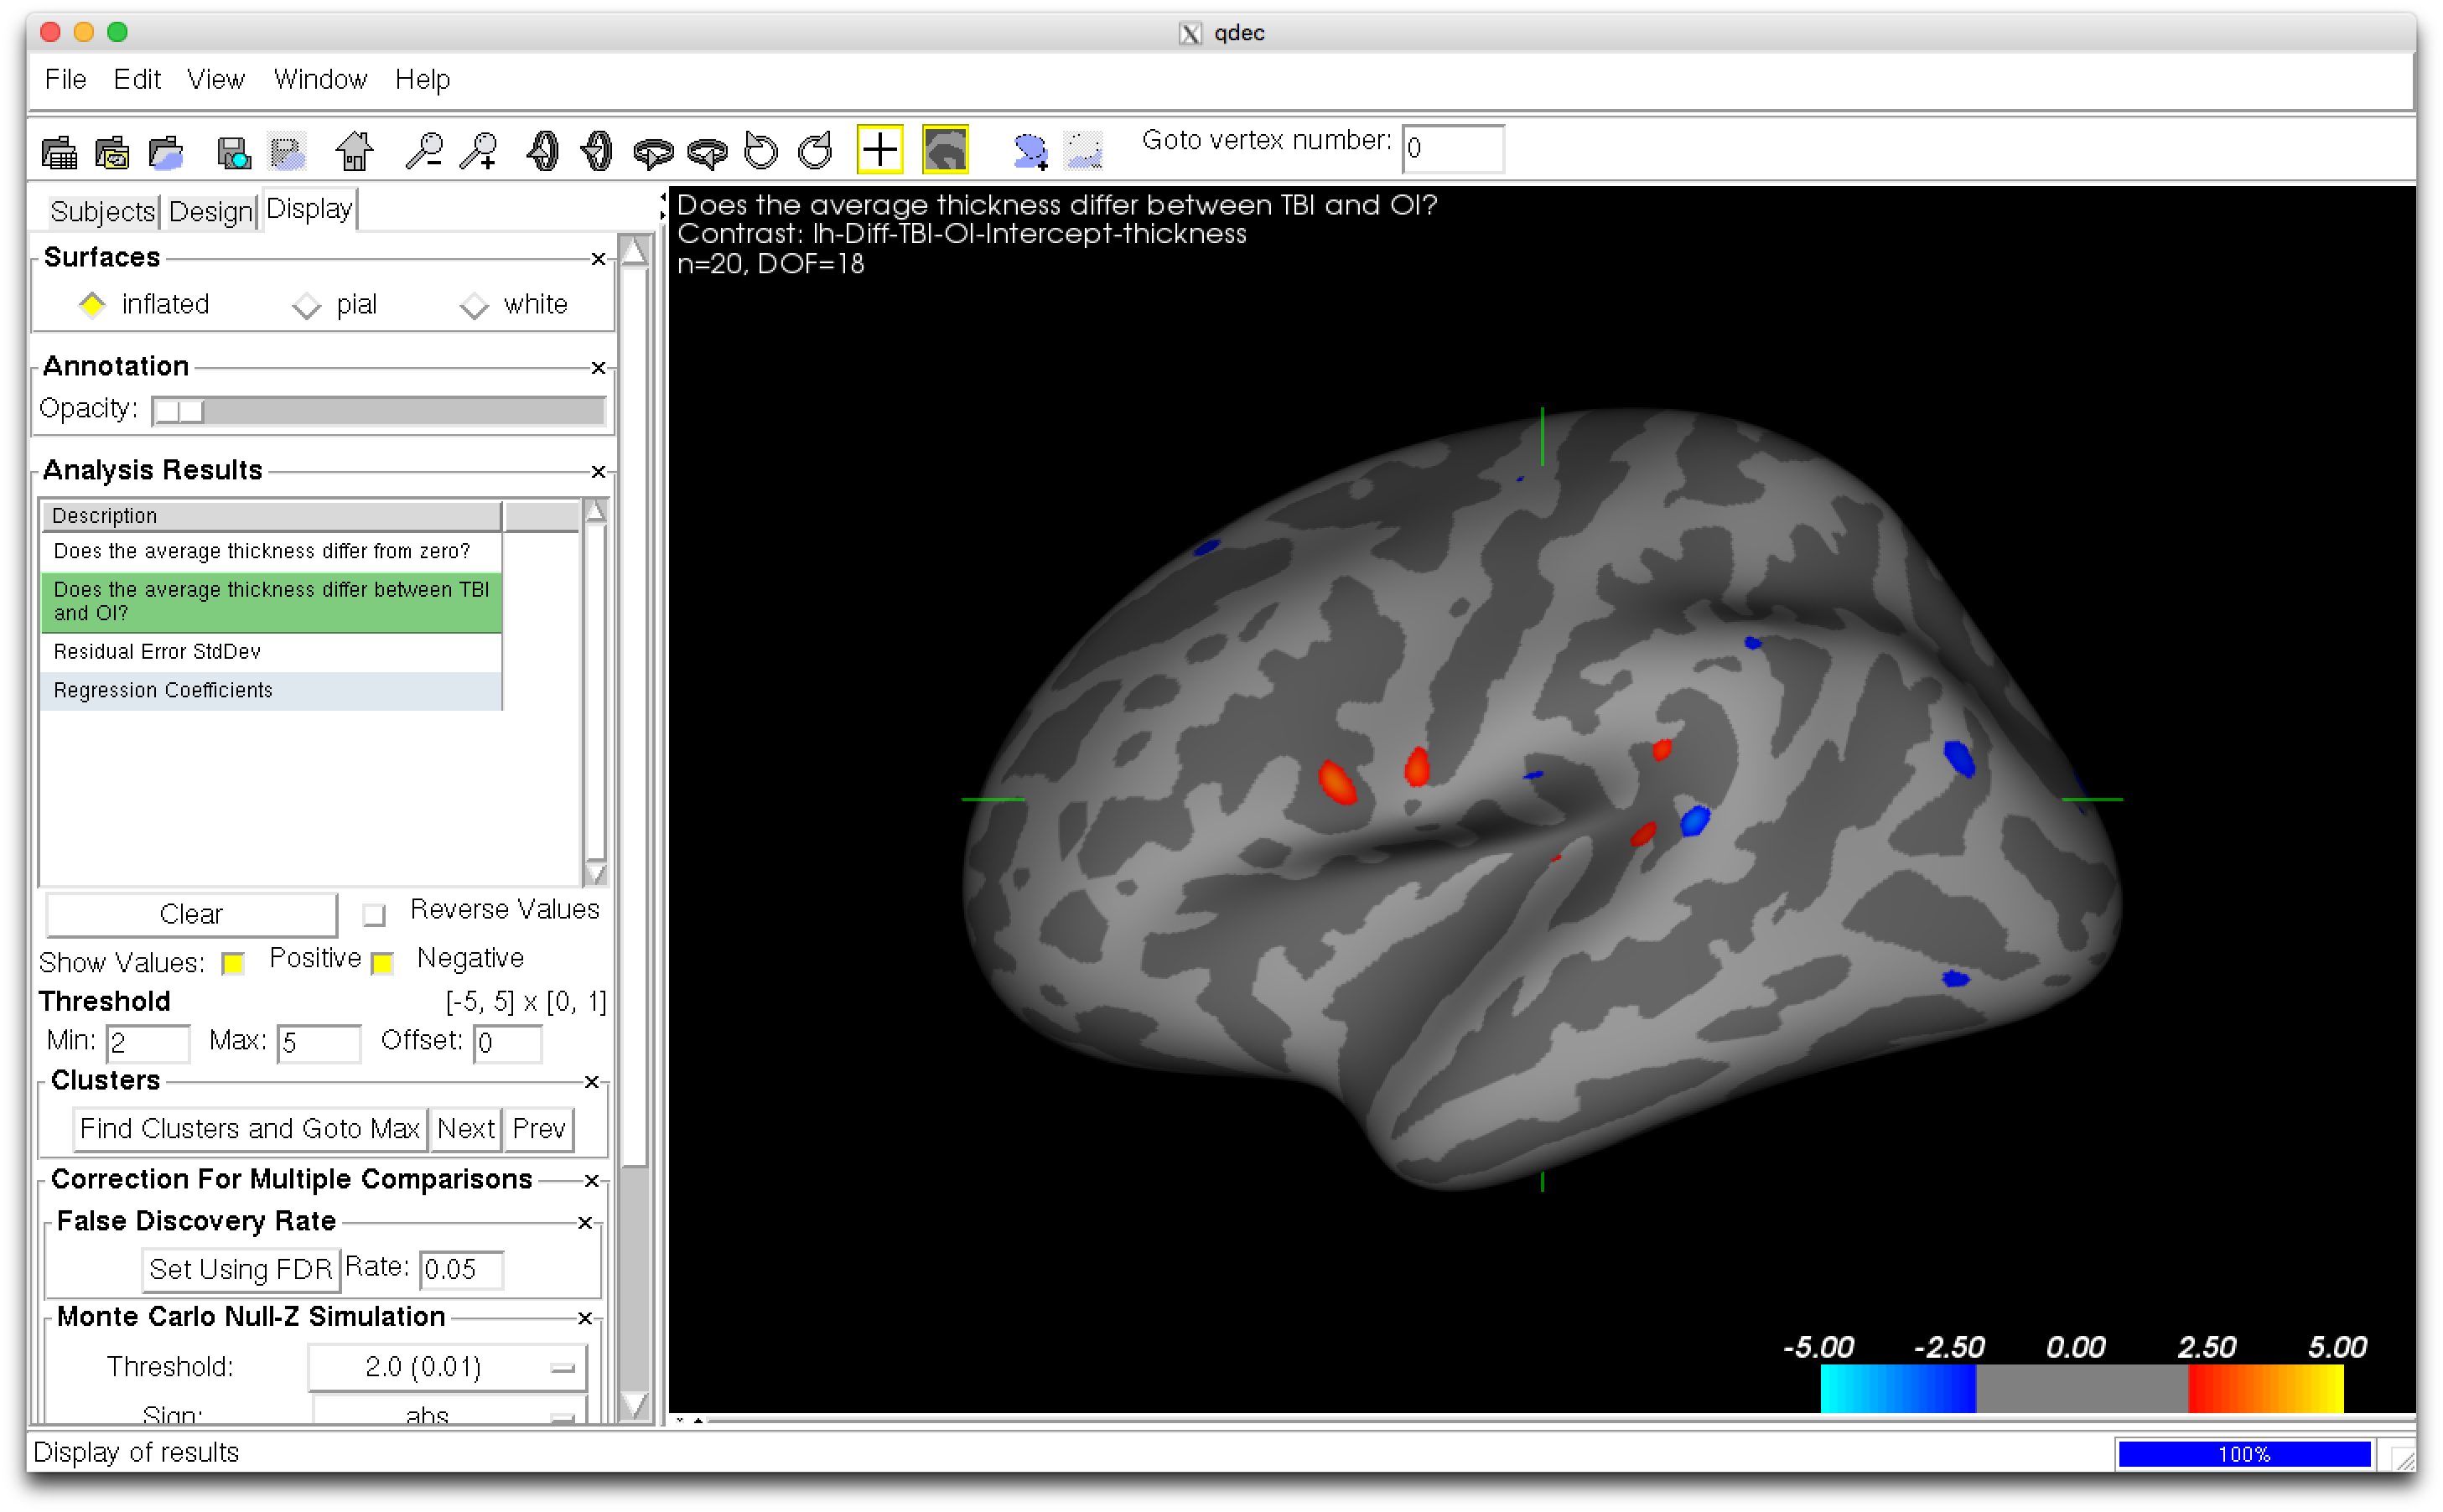 qdec
File Edit View Window Help
Goto vertex number: 0
Subjects Design Display
Surfaces
inflated pial white
Annotation
Opacity:
Analysis Results
Description
Does the average thickness differ from zero?
Does the average thickness differ between TBI
and OI?
Residual Error StdDev
Regression Coefficients
Clear Reverse Values
Show Values: Positive Negative
Threshold [-5, 5] x [0, 1]
Min: 2 Max: 5 Offset: 0
Clusters
Find Clusters and Goto Max Next Prev
Correction For Multiple Comparisons
False Discovery Rate
Set Using FDR Rate: 0.05
Monte Carlo Null-Z Simulation
Threshold: 2.0 (0.01)
Sign: abs
Does the average thickness differ between TBI and OI?
Contrast: lh-Diff-TBI-OI-Intercept-thickness
n=20, DOF=18
-5.00 -2.50 0.00 2.50 5.00
Display of results 100%